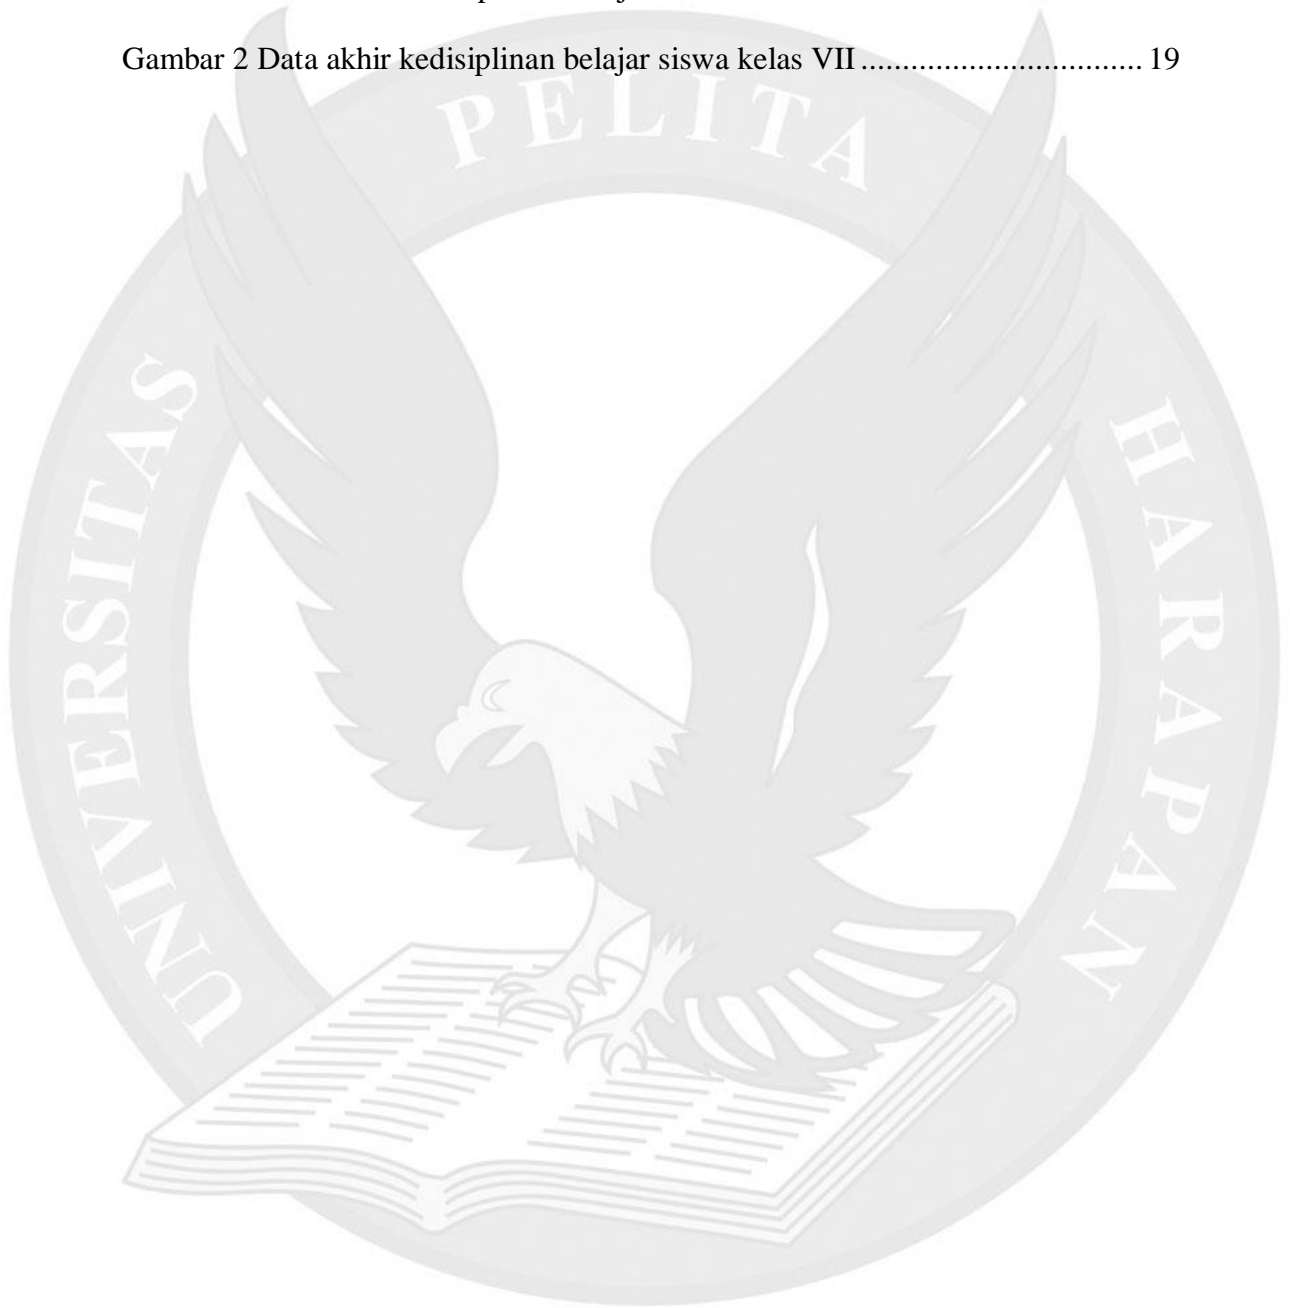 Gambar 2 Data akhir kedisiplinan belajar siswa kelas VII .................................. 19
UNIVERSITAS PELITA HARAPAN